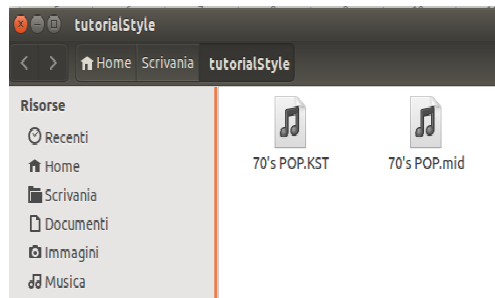 tutorialStyle
Home Scrivania tutorialStyle
Risorse
Recenti
Home
Scrivania
Documenti
Immagini
Musica
70's POP.KST 70's POP.mid